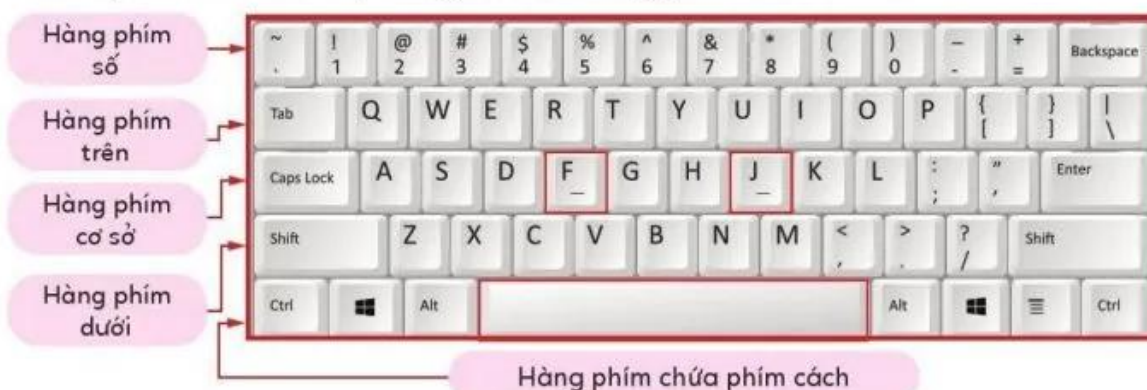 Hàng phím
số
~ ! @ # $ % ^ & * ( ) — +
. 1 2 3 4 5 6 7 8 9 0 - = Backspace
Hàng phím
trên
Tab Q W E R T Y U I O P { } |
[ ] \
Hàng phím
cơ sở
Caps Lock A S D F G H J K L : " Enter
_ _ ; ,
Shift Z X C V B N M < > ? Shift
, . /
Hàng phím
dưới
Ctrl Alt Alt Ctrl
Hàng phím chứa phím cách